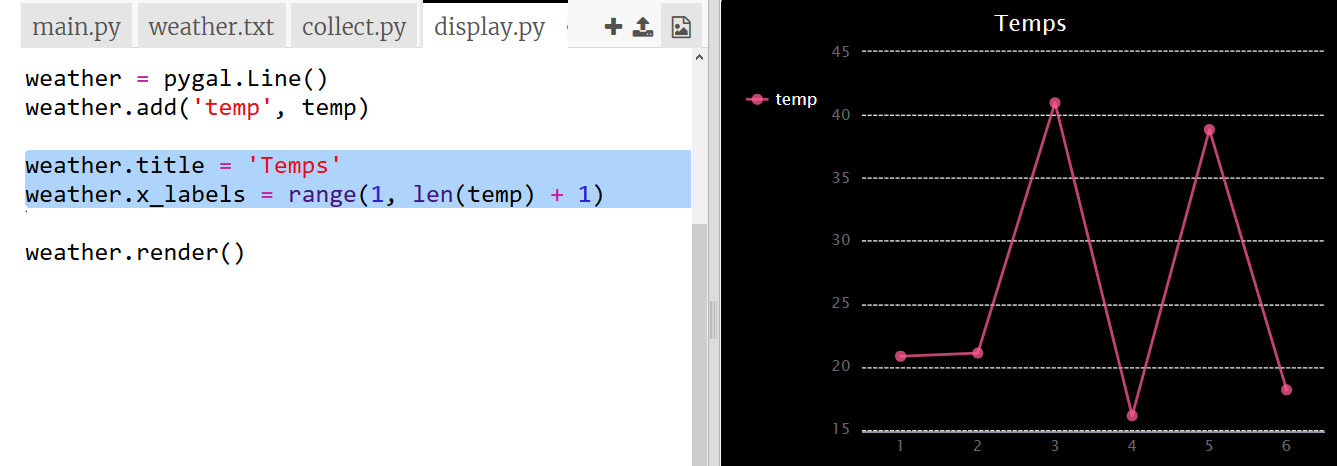 main.py weather.txt collect.py display.py
weather = pygal.Line()
weather.add('temp', temp)
weather.title = 'Temps'
weather.x_labels = range(1, len(temp) + 1)
weather.render()
Temps
temp
45
40
35
30
25
20
15
1 2 3 4 5 6